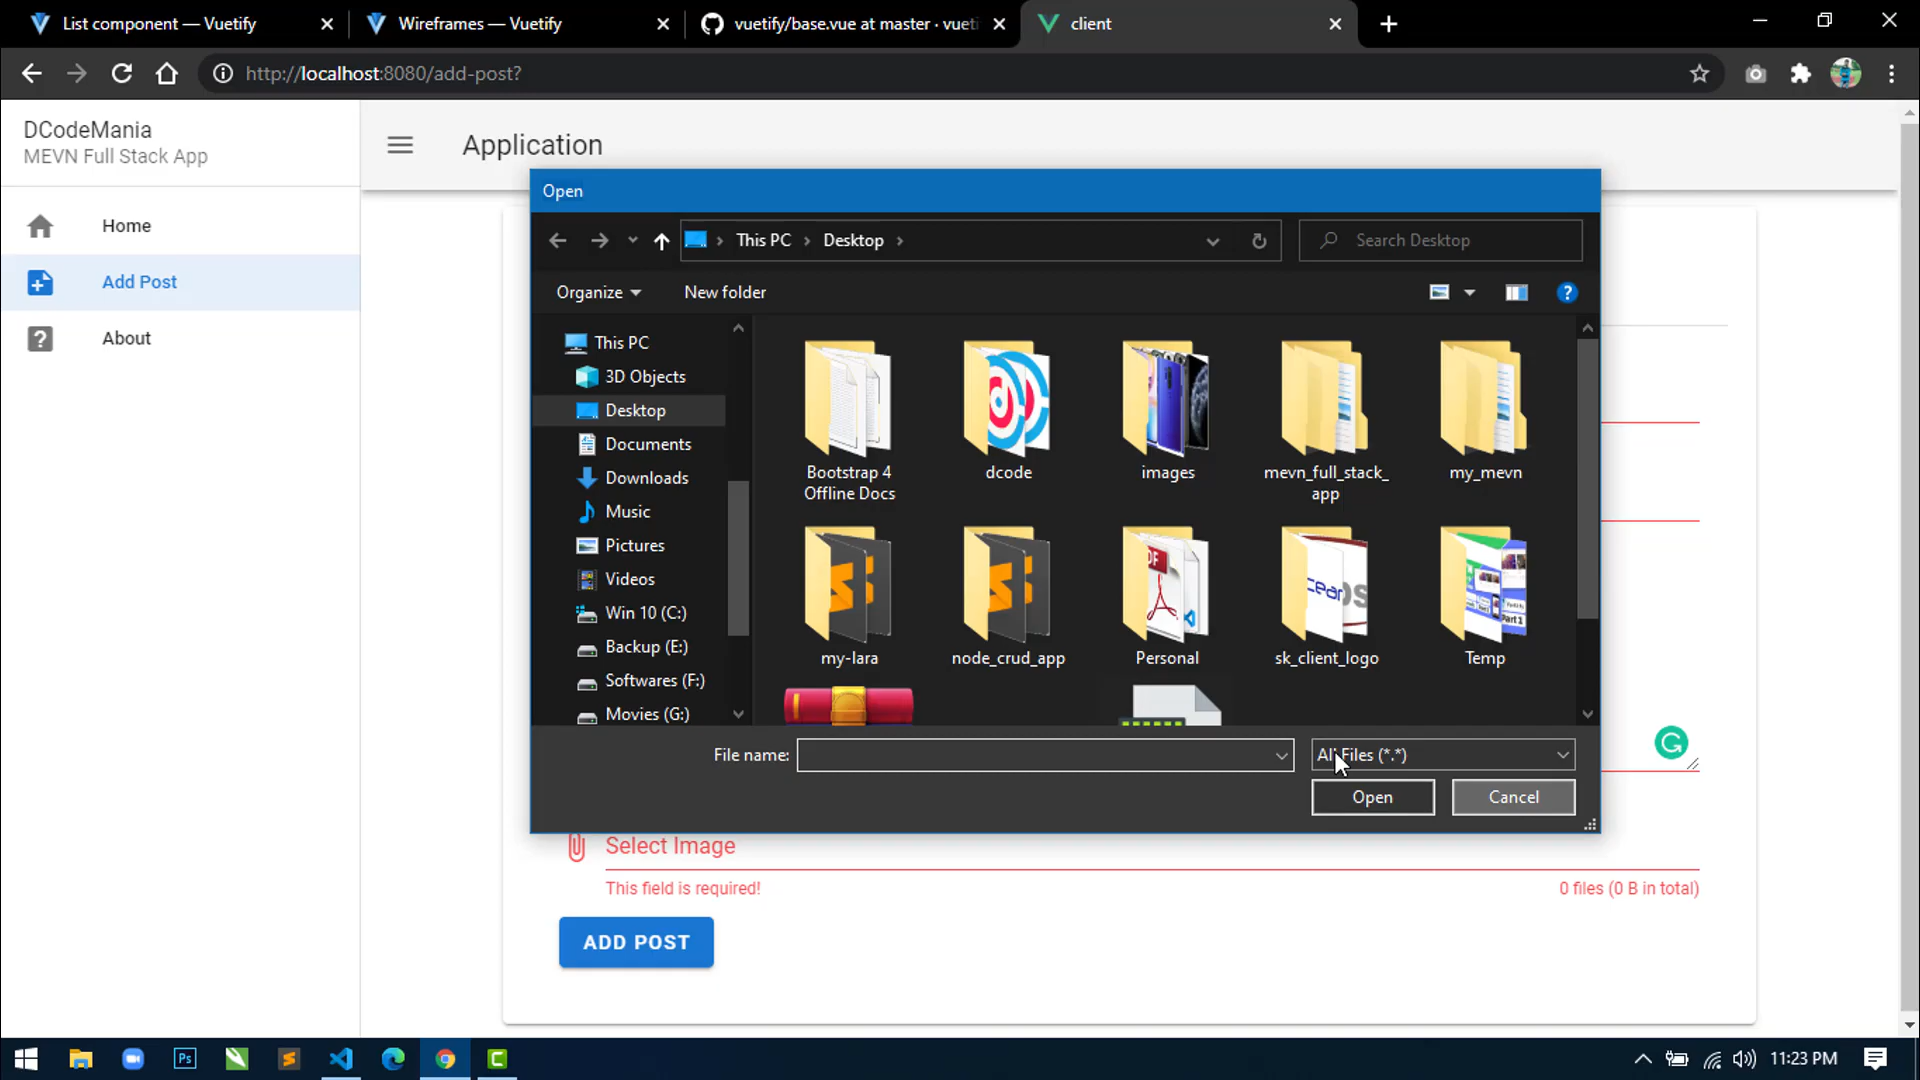 List component — Vuetify
Wireframes — Vuetify
vuetify/base.vue at master · vueti
client
http://localhost:8080/add-post?
DCodeMania
MEVN Full Stack App
Application
Home
Add Post
About
Open
This PC
Desktop
Search Desktop
Organize
New folder
This PC
3D Objects
Desktop
Documents
Downloads
Music
Pictures
Videos
Win 10 (C:)
Backup (E:)
Softwares (F:)
Movies (G:)
Bootstrap 4
Offline Docs
dcode
images
mevn_full_stack_
app
my_mevn
my-lara
node_crud_app
Personal
sk_client_logo
Temp
File name:
All Files (*.*)
Open
Cancel
Select Image
This field is required!
0 files (0 B in total)
ADD POST
11:23 PM